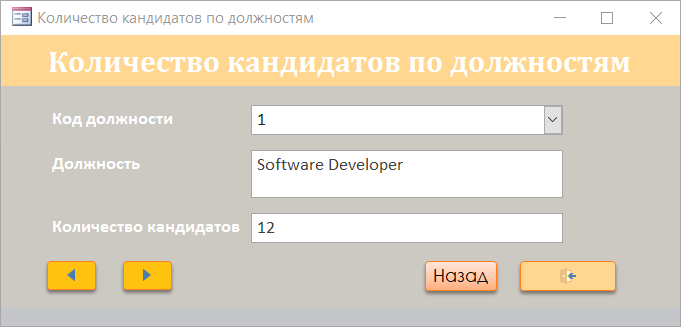 Количество кандидатов по должностям
Количество кандидатов по должностям
Код должности
1
Должность
Software Developer
Количество кандидатов
12
Назад